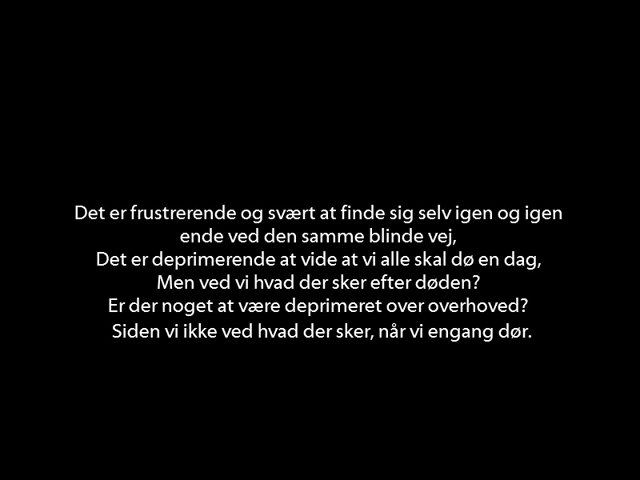 Det er frustrerende og svært at finde sig selv igen og igen
ende ved den samme blinde vej,
Det er deprimerende at vide at vi alle skal dø en dag,
Men ved vi hvad der sker efter døden?
Er der noget at være deprimeret over overhoved?
Siden vi ikke ved hvad der sker, når vi engang dør.